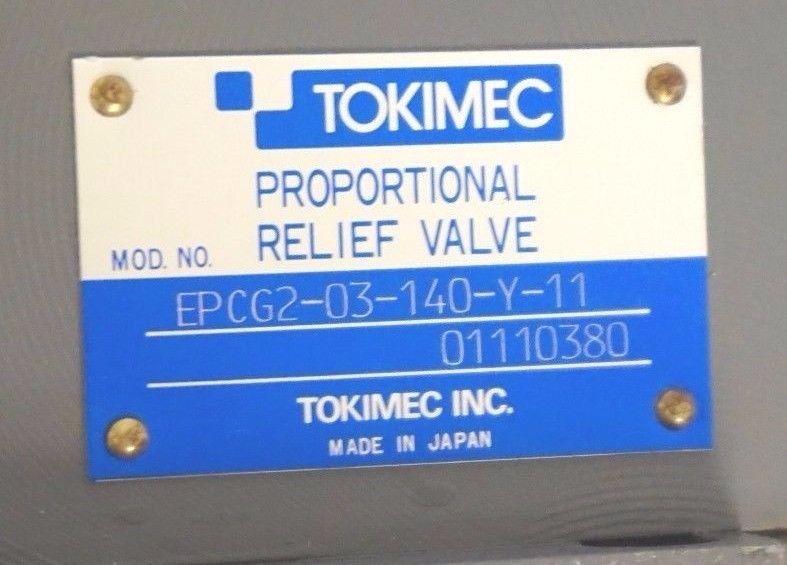 TOKIMEC
PROPORTIONAL
RELIEF VALVE
MOD. NO.
EPCG2-03-140-Y-11
01110380
TOKIMEC INC.
MADE IN JAPAN